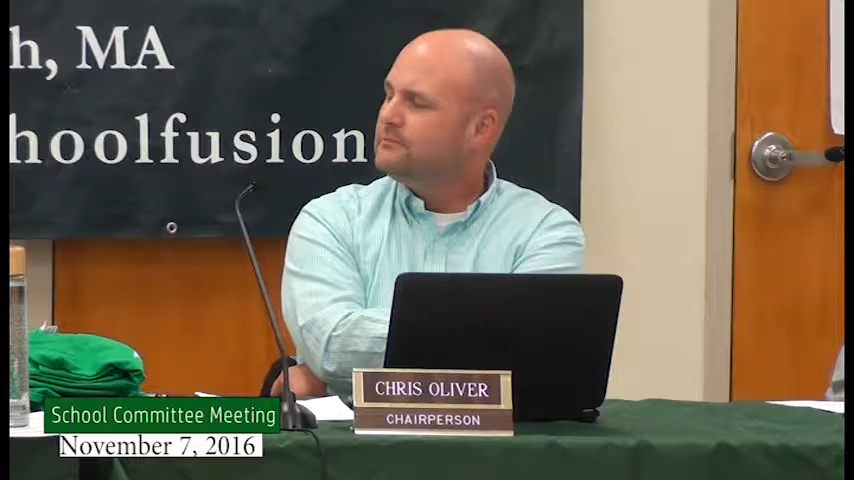 h, MA
hoolfusion
CHRIS OLIVER
CHAIRPERSON
School Committee Meeting
November 7, 2016